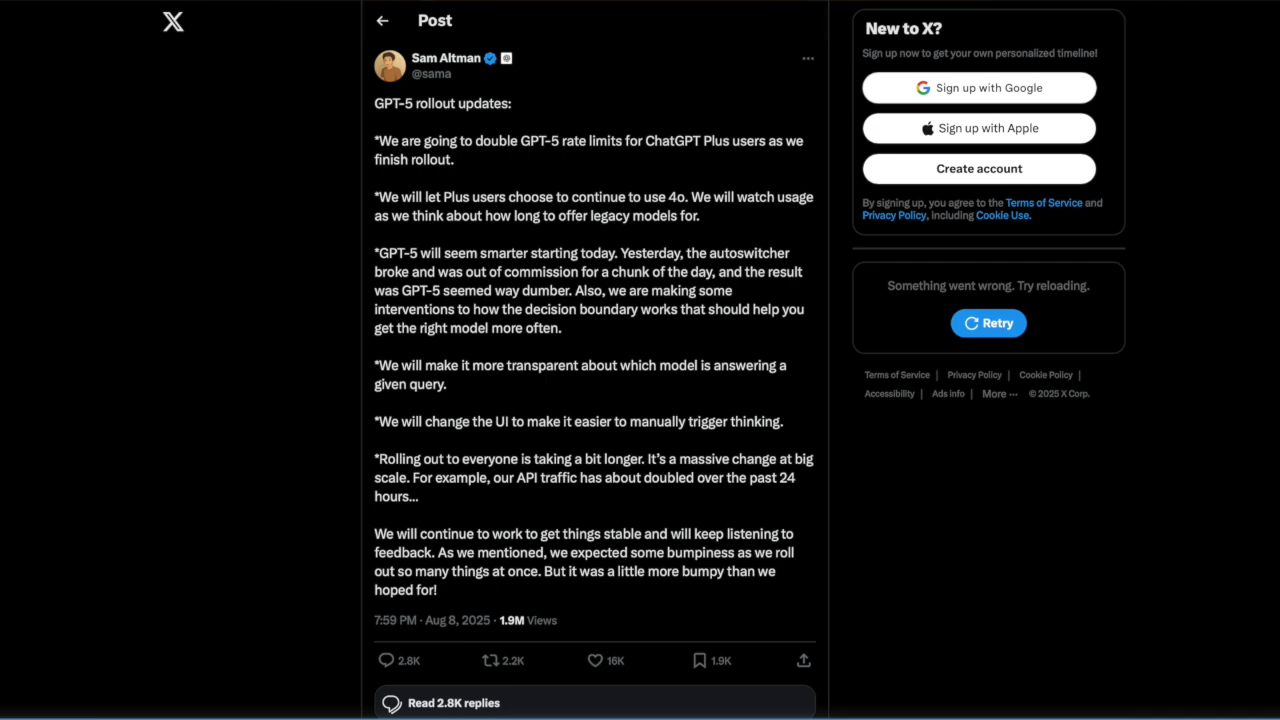 Post
Sam Altman
@sama
GPT-5 rollout updates:
*We are going to double GPT-5 rate limits for ChatGPT Plus users as we
finish rollout.
*We will let Plus users choose to continue to use 4o. We will watch usage
as we think about how long to offer legacy models for.
*GPT-5 will seem smarter starting today. Yesterday, the autoswitcher
broke and was out of commission for a chunk of the day, and the result
was GPT-5 seemed way dumber. Also, we are making some
interventions to how the decision boundary works that should help you
get the right model more often.
*We will make it more transparent about which model is answering a
given query.
*We will change the UI to make it easier to manually trigger thinking.
*Rolling out to everyone is taking a bit longer. It’s a massive change at big
scale. For example, our API traffic has about doubled over the past 24
hours…
We will continue to work to get things stable and will keep listening to
feedback. As we mentioned, we expected some bumpiness as we roll
out so many things at once. But it was a little more bumpy than we
hoped for!
7:59 PM · Aug 8, 2025 · 1.9M Views
2.8K 2.2K 16K 1.9K
Read 2.8K replies
New to X?
Sign up now to get your own personalized timeline!
Sign up with Google
Sign up with Apple
Create account
By signing up, you agree to the Terms of Service and
Privacy Policy, including Cookie Use.
Something went wrong. Try reloading.
Retry
Terms of Service | Privacy Policy | Cookie Policy |
Accessibility | Ads info | More ··· © 2025 X Corp.